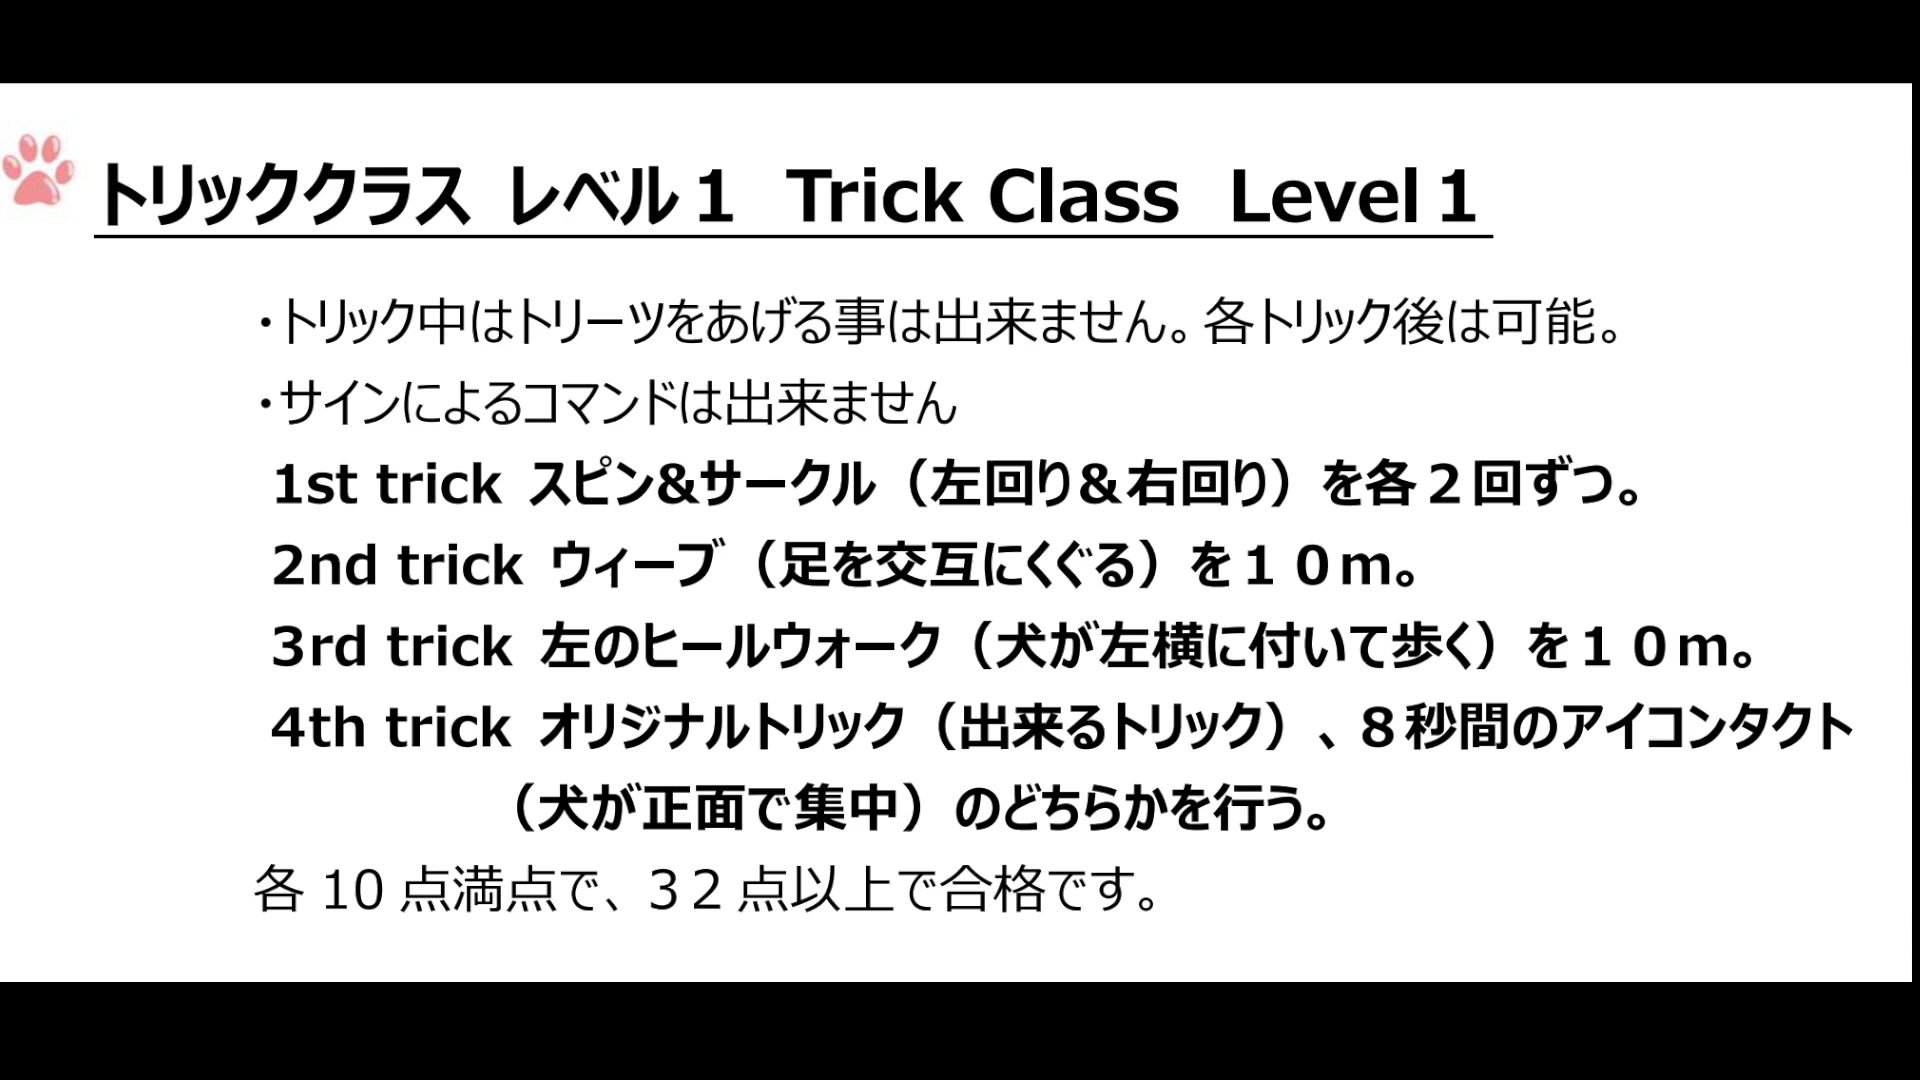 トリッククラス レベル１ Trick Class Level１
・トリック中はトリーツをあげる事は出来ません。各トリック後は可能。
・サインによるコマンドは出来ません
1st trick スピン&サークル（左回り＆右回り）を各２回ずつ。
2nd trick ウィーブ（足を交互にくぐる）を１０ｍ。
3rd trick 左のヒールウォーク（犬が左横に付いて歩く）を１０ｍ。
4th trick オリジナルトリック（出来るトリック）、８秒間のアイコンタクト
（犬が正面で集中）のどちらかを行う。
各 10 点満点で、３２点以上で合格です。